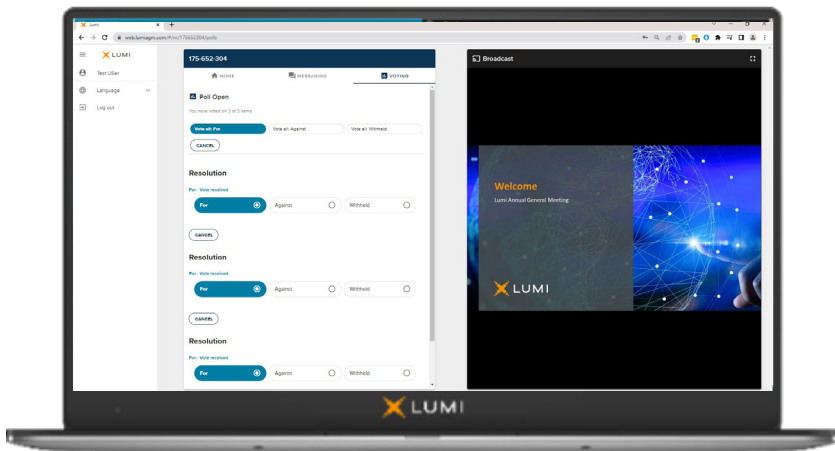 Lumi
web.lumiagm.com/#/m/175652304/polls
LUMI
Test USer
Language
Log out
175-652-304
HOME
MESSAGING
VOTING
Poll Open
You have voted on 3 of 3 items
Vote all: For
Vote all: Against
Vote all: Withheld
CANCEL
Resolution
For - Vote received
For
Against
Withheld
CANCEL
Resolution
For - Vote received
For
Against
Withheld
CANCEL
Resolution
For - Vote received
For
Against
Withheld
Broadcast
Welcome
Lumi Annual General Meeting
LUMI
LUMI